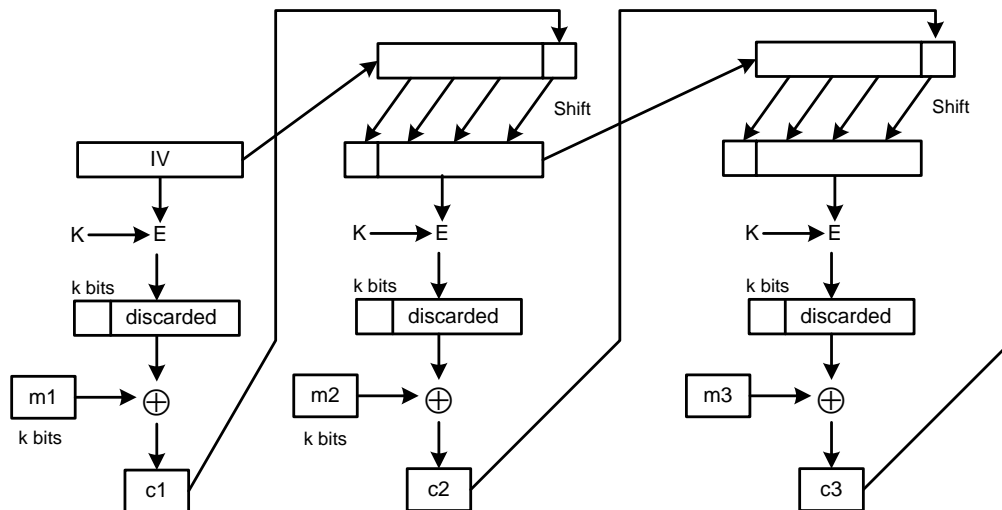 Shift
Shift
IV
K
E
K
E
K
E
k bits
k bits
k bits
discarded
discarded
discarded
m1
m2
m3
k bits
k bits
c1
c2
c3